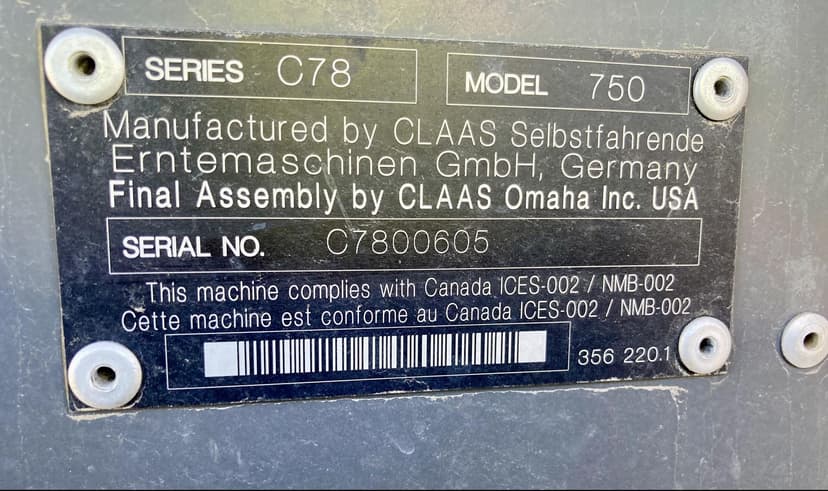 SERIES C78 MODEL 750
Manufactured by CLAAS Selbstfahrende
Erntemaschinen GmbH, Germany
Final Assembly by CLAAS Omaha Inc. USA
SERIAL NO. C7800605
This machine complies with Canada ICES-002 / NMB-002
Cette machine est conforme au Canada ICES-002 / NMB-002
356 220.1